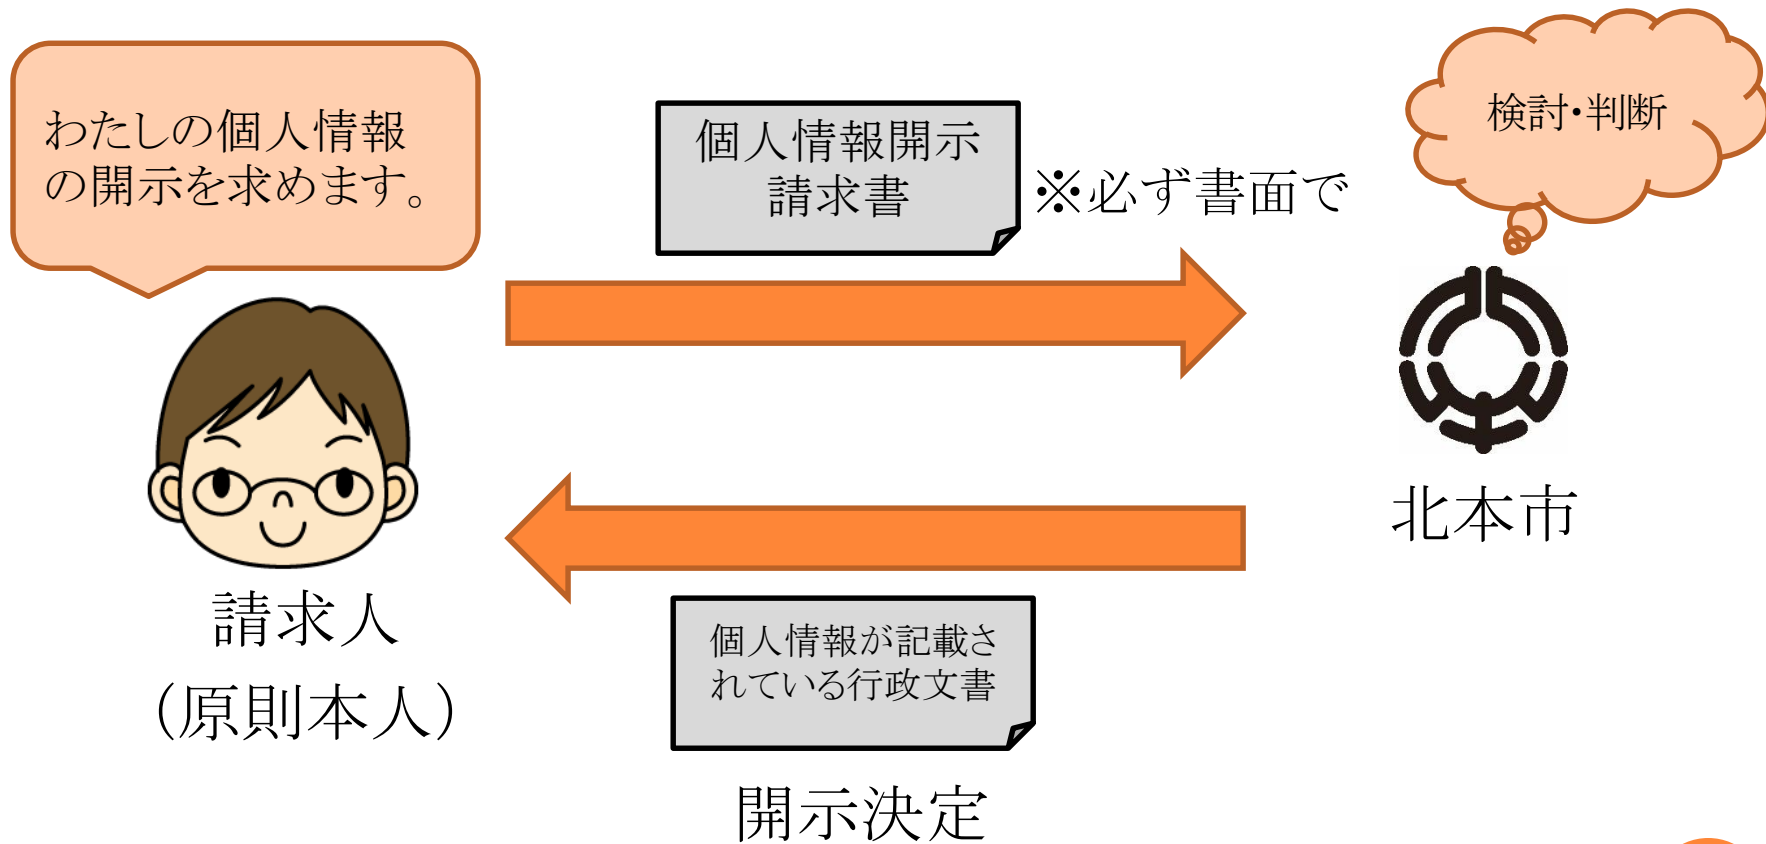 わたしの個人情報
の開示を求めます。
個人情報開示
請求書
※必ず書面で
検討・判断
北本市
請求人
（原則本人）
個人情報が記載さ
れている行政文書
開示決定